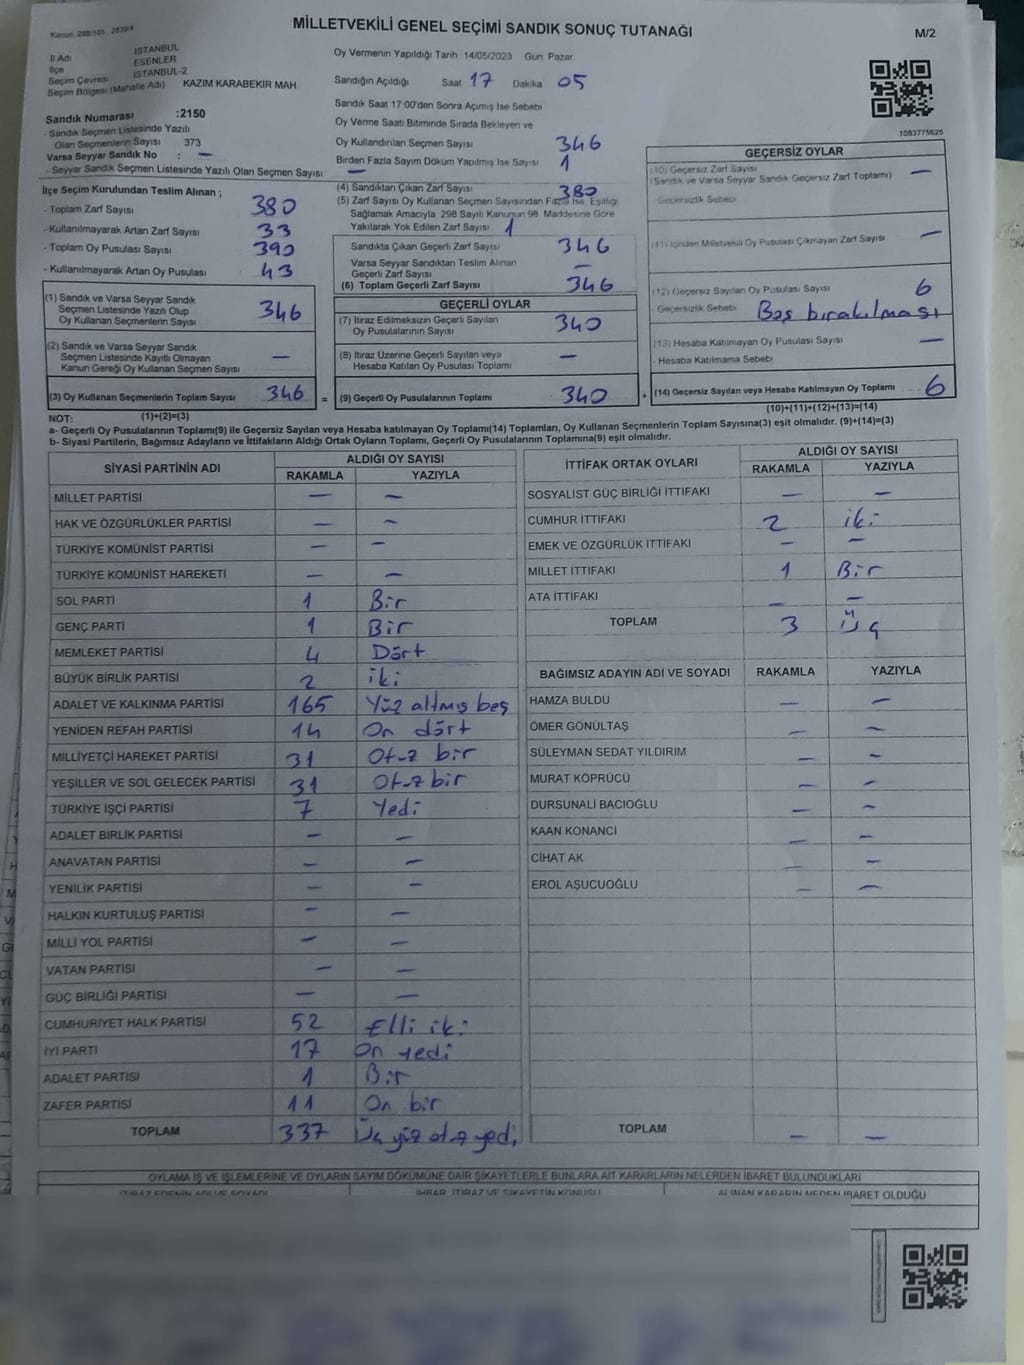 Kanun: 298/105 - 2839/4
MİLLETVEKİLİ GENEL SEÇİMİ SANDIK SONUÇ TUTANAĞI
M/2
İl Adı İSTANBUL
İlçe ESENLER
Seçim Çevresi İSTANBUL-2
Seçim Bölgesi (Mahalle Adı) KAZIM KARABEKİR MAH
Sandık Numarası :2150
- Sandık Seçmen Listesinde Yazılı
Olan Seçmenlerin Sayısı 373
Varsa Seyyar Sandık No : —
- Seyyar Sandık Seçmen Listesinde Yazılı Olan Seçmen Sayısı —
Oy Vermenin Yapıldığı Tarih 14/05/2023 Gün: Pazar
Sandığın Açıldığı Saat 17 Dakika 05
Sandık Saat 17:00'den Sonra Açımış İse Sebebi
Oy Verme Saati Bitiminde Sırada Bekleyen ve
Oy Kullandırılan Seçmen Sayısı 346
Birden Fazla Sayım Döküm Yapılmış İse Sayısı 1
1083775625
İlçe Seçim Kurulundan Teslim Alınan ;
- Toplam Zarf Sayısı 380
- Kullanılmayarak Artan Zarf Sayısı 33
- Toplam Oy Pusulası Sayısı 390
- Kullanılmayarak Artan Oy Pusulası 43
(4) Sandıktan Çıkan Zarf Sayısı 380
(5) Zarf Sayısı Oy Kullanan Seçmen Sayısından Fazla İse, Eşitliği
Sağlamak Amacıyla, 298 Sayılı Kanunun 98. Maddesine Göre
Yakılarak Yok Edilen Zarf Sayısı 1
Sandıkta Çıkan Geçerli Zarf Sayısı 346
Varsa Seyyar Sandıktan Teslim Alınan
Geçerli Zarf Sayısı —
(6) Toplam Geçerli Zarf Sayısı 346
GEÇERSİZ OYLAR
(10) Geçersiz Zarf Sayısı —
(Sandık ve Varsa Seyyar Sandık Geçersiz Zarf Toplamı)
- Geçersizlik Sebebi
(11) İçinden Milletvekili Oy Pusulası Çıkmayan Zarf Sayısı —
(12) Geçersiz Sayılan Oy Pusulası Sayısı 6
Geçersizlik Sebebi Boş bırakılması
(13) Hesaba Katılmayan Oy Pusulası Sayısı —
- Hesaba Katılmama Sebebi
(14) Geçersiz Sayılan veya Hesaba Katılmayan Oy Toplamı 6
(10)+(11)+(12)+(13)=(14)
(1) Sandık ve Varsa Seyyar Sandık
Seçmen Listesinde Yazılı Olup
Oy Kullanan Seçmenlerin Sayısı 346
(2) Sandık ve Varsa Seyyar Sandık
Seçmen Listesinde Kayıtlı Olmayan
Kanun Gereği Oy Kullanan Seçmen Sayısı —
(3) Oy Kullanan Seçmenlerin Toplam Sayısı 346 =
(1)+(2)=(3)
GEÇERLİ OYLAR
(7) İtiraz Edilmeksizin Geçerli Sayılan
Oy Pusulalarının Sayısı 340
(8) İtiraz Üzerine Geçerli Sayılan veya
Hesaba Katılan Oy Pusulası Toplamı —
(9) Geçerli Oy Pusulalarının Toplamı 340 +
NOT:
a- Geçerli Oy Pusulalarının Toplamı(9) ile Geçersiz Sayılan veya Hesaba katılmayan Oy Toplamı(14) Toplamları, Oy Kullanan Seçmenlerin Toplam Sayısına(3) eşit olmalıdır. (9)+(14)=(3)
b- Siyasi Partilerin, Bağımsız Adayların ve İttifakların Aldığı Ortak Oyların Toplamı, Geçerli Oy Pusulalarının Toplamına(9) eşit olmalıdır.
SİYASİ PARTİNİN ADI ALDIĞI OY SAYISI
RAKAMLA YAZIYLA
MİLLET PARTİSİ — —
HAK VE ÖZGÜRLÜKLER PARTİSİ — —
TÜRKİYE KOMÜNİST PARTİSİ — —
TÜRKİYE KOMÜNİST HAREKETİ — —
SOL PARTİ 1 Bir
GENÇ PARTİ 1 Bir
MEMLEKET PARTİSİ 4 Dört
BÜYÜK BİRLİK PARTİSİ 2 iki
ADALET VE KALKINMA PARTİSİ 165 Yüz altmış beş
YENİDEN REFAH PARTİSİ 14 On dört
MİLLİYETÇİ HAREKET PARTİSİ 31 Otuz bir
YEŞİLLER VE SOL GELECEK PARTİSİ 31 Otuz bir
TÜRKİYE İŞÇİ PARTİSİ 7 Yedi
ADALET BİRLİK PARTİSİ — —
ANAVATAN PARTİSİ — —
YENİLİK PARTİSİ — —
HALKIN KURTULUŞ PARTİSİ — —
MİLLİ YOL PARTİSİ — —
VATAN PARTİSİ — —
GÜÇ BİRLİĞİ PARTİSİ — —
CUMHURİYET HALK PARTİSİ 52 Elli iki
İYİ PARTİ 17 On yedi
ADALET PARTİSİ 1 Bir
ZAFER PARTİSİ 11 On bir
TOPLAM 337 Üç yüz otuz yedi
İTTİFAK ORTAK OYLARI ALDIĞI OY SAYISI
RAKAMLA YAZIYLA
SOSYALİST GÜÇ BİRLİĞİ İTTİFAKI — —
CUMHUR İTTİFAKI 2 iki
EMEK VE ÖZGÜRLÜK İTTİFAKI — —
MİLLET İTTİFAKI 1 Bir
ATA İTTİFAKI — —
TOPLAM 3 Üç
BAĞIMSIZ ADAYIN ADI VE SOYADI RAKAMLA YAZIYLA
HAMZA BULDU — —
ÖMER GÖNÜLTAŞ — —
SÜLEYMAN SEDAT YILDIRIM — —
MURAT KÖPRÜCÜ — —
DURSUNALİ BACIOĞLU — —
KAAN KONANCİ — —
CİHAT AK — —
EROL AŞUCUOĞLU — —
TOPLAM — —
OYLAMA İŞ VE İŞLEMLERİNE VE OYLARIN SAYIM DÖKÜMÜNE DAİR ŞİKAYETLERLE BUNLARA AİT KARARLARIN NELERDEN İBARET BULUNDUKLARI
İTİRAZ EDENİN ADI VE SOYADI İHBAR, İTİRAZ VE ŞİKAYETİN KONUSU ALINAN KARARIN NEDEN İBARET OLDUĞU